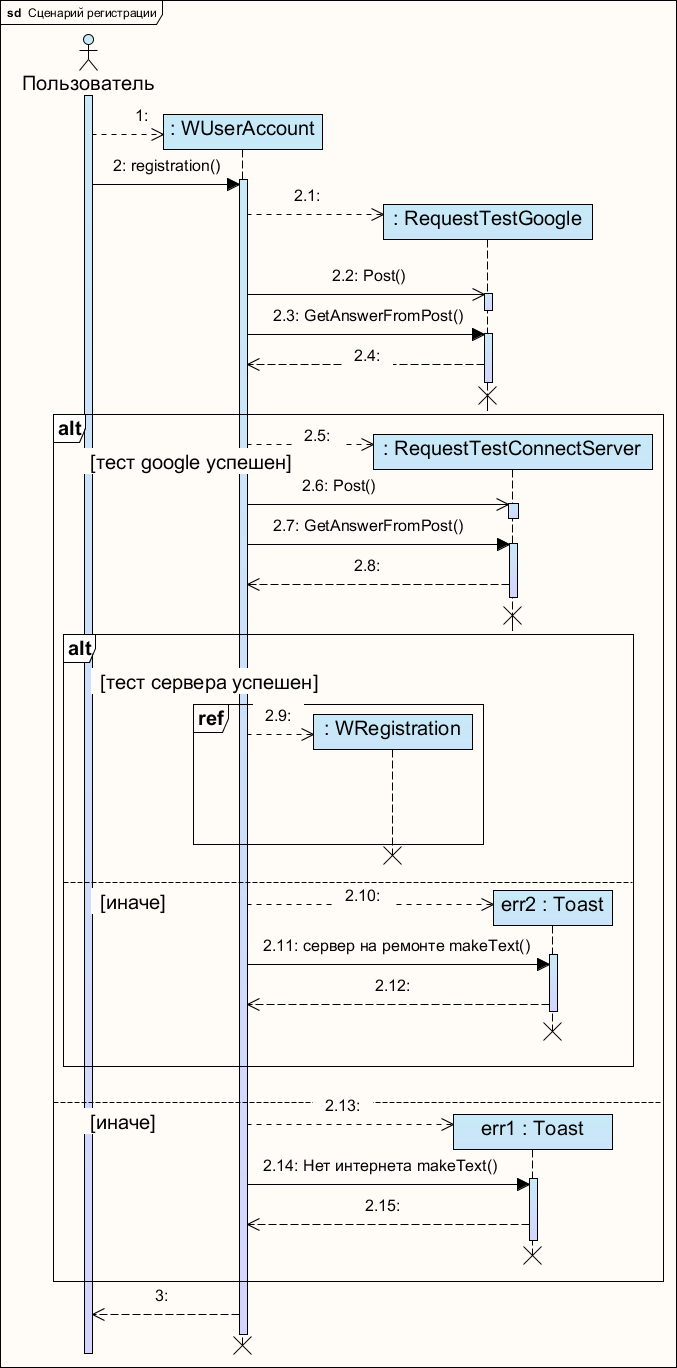 sd Сценарий регистрации
Пользователь
1:
: WUserAccount
2: registration()
2.1:
: RequestTestGoogle
2.2: Post()
2.3: GetAnswerFromPost()
2.4:
alt
2.5:
: RequestTestConnectServer
[тест google успешен]
2.6: Post()
2.7: GetAnswerFromPost()
2.8:
alt
[тест сервера успешен]
ref
2.9:
: WRegistration
2.10:
[иначе]
err2 : Toast
2.11: сервер на ремонте makeText()
2.12:
2.13:
[иначе]
err1 : Toast
2.14: Нет интернета makeText()
2.15:
3: